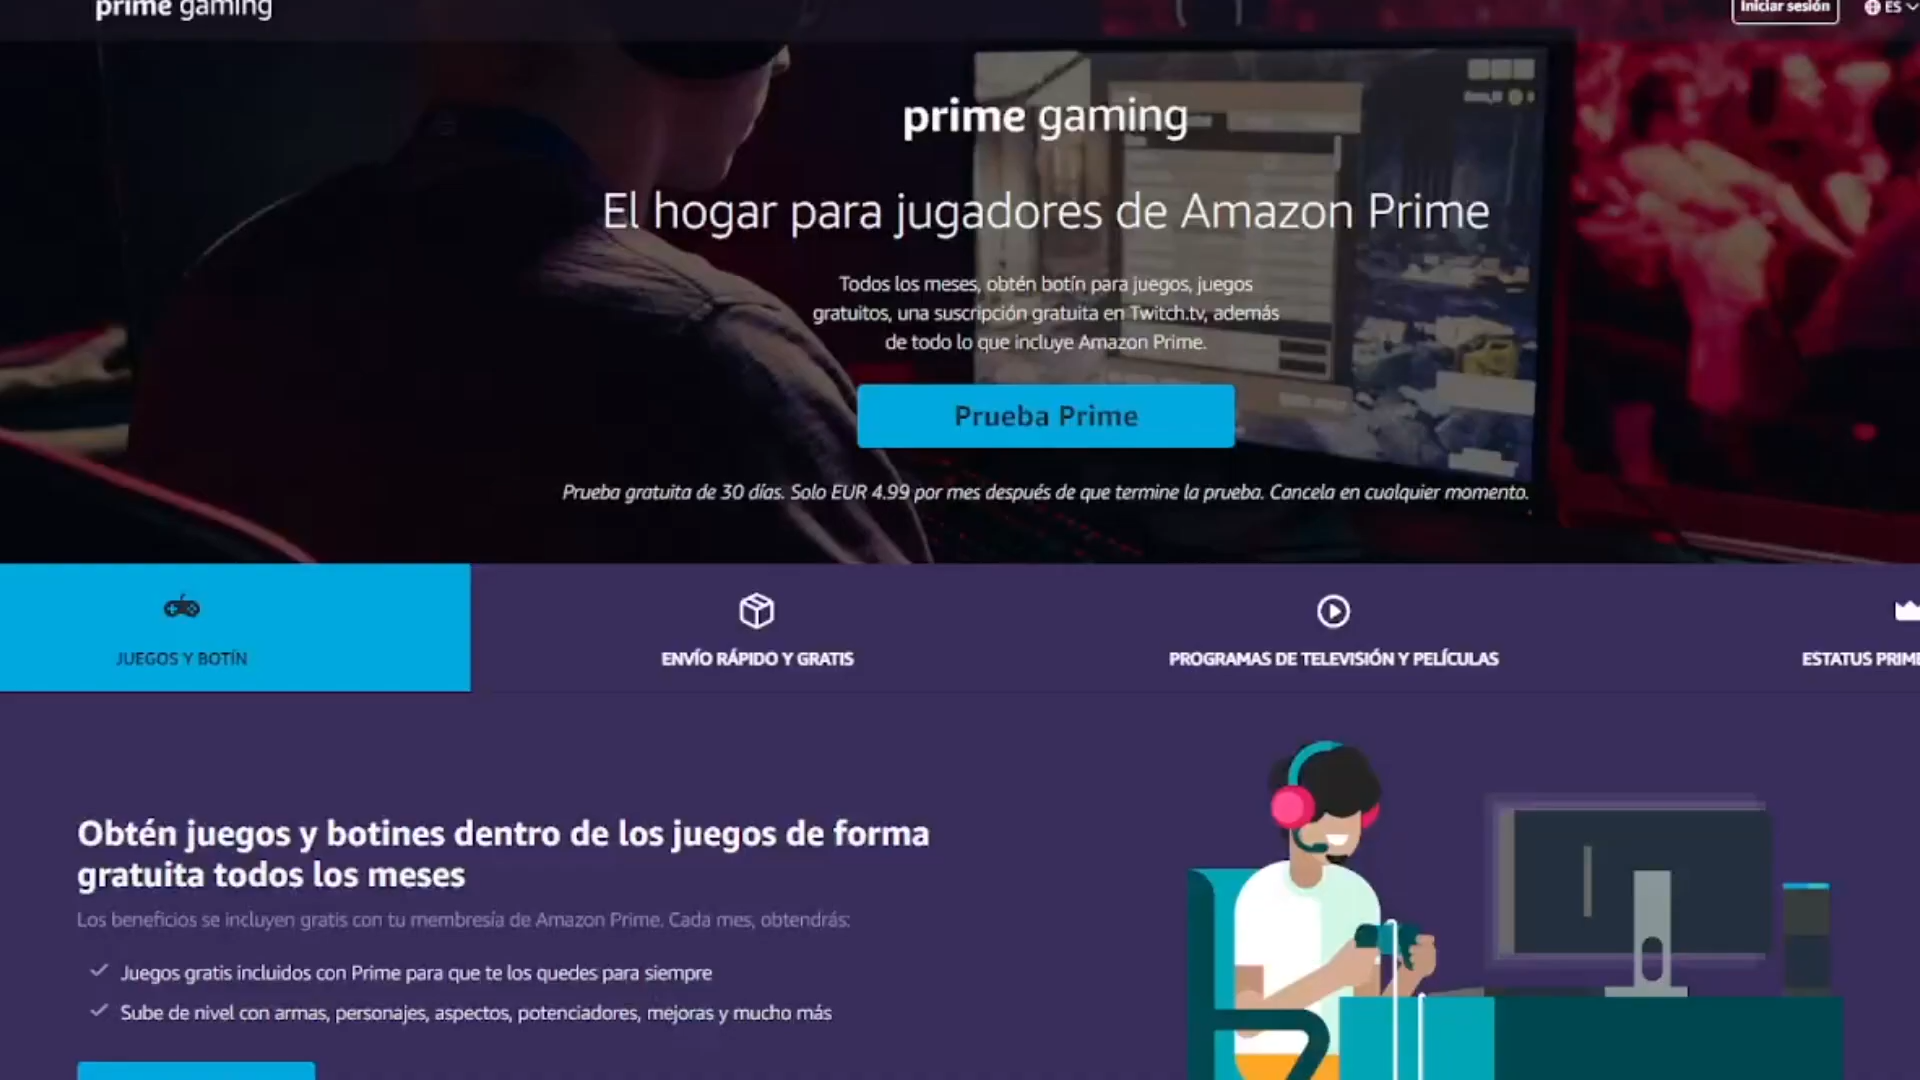 prime gaming
Iniciar sesión
ES
prime gaming
El hogar para jugadores de Amazon Prime
Todos los meses, obtén botín para juegos, juegos
gratuitos, una suscripción gratuita en Twitch.tv, además
de todo lo que incluye Amazon Prime.
Prueba Prime
Prueba gratuita de 30 días. Solo EUR 4.99 por mes después de que termine la prueba. Cancela en cualquier momento.
JUEGOS Y BOTÍN
ENVÍO RÁPIDO Y GRATIS
PROGRAMAS DE TELEVISIÓN Y PELÍCULAS
ESTATUS PRIME
Obtén juegos y botines dentro de los juegos de forma
gratuita todos los meses
Los beneficios se incluyen gratis con tu membresía de Amazon Prime. Cada mes, obtendrás:
Juegos gratis incluidos con Prime para que te los quedes para siempre
Sube de nivel con armas, personajes, aspectos, potenciadores, mejoras y mucho más